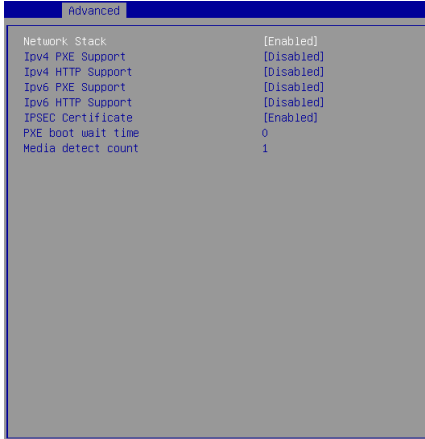 Advanced
Network Stack [Enabled]
Ipv4 PXE Support [Disabled]
Ipv4 HTTP Support [Disabled]
Ipv6 PXE Support [Disabled]
Ipv6 HTTP Support [Disabled]
IPSEC Certificate [Enabled]
PXE boot wait time 0
Media detect count 1